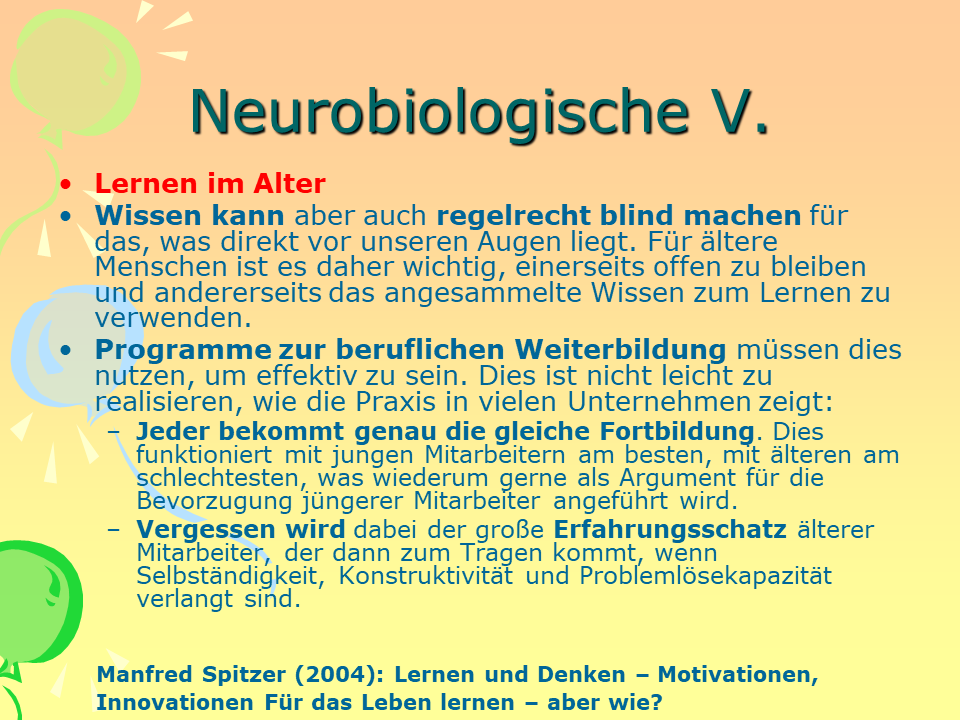 Neurobiologische V.
• Lernen im Alter
• Wissen kann aber auch regelrecht blind machen für
das, was direkt vor unseren Augen liegt. Für ältere
Menschen ist es daher wichtig, einerseits offen zu bleiben
und andererseits das angesammelte Wissen zum Lernen zu
verwenden.
• Programme zur beruflichen Weiterbildung müssen dies
nutzen, um effektiv zu sein. Dies ist nicht leicht zu
realisieren, wie die Praxis in vielen Unternehmen zeigt:
– Jeder bekommt genau die gleiche Fortbildung. Dies
funktioniert mit jungen Mitarbeitern am besten, mit älteren am
schlechtesten, was wiederum gerne als Argument für die
Bevorzugung jüngerer Mitarbeiter angeführt wird.
– Vergessen wird dabei der große Erfahrungsschatz älterer
Mitarbeiter, der dann zum Tragen kommt, wenn
Selbständigkeit, Konstruktivität und Problemlösekapazität
verlangt sind.
Manfred Spitzer (2004): Lernen und Denken – Motivationen,
Innovationen Für das Leben lernen – aber wie?